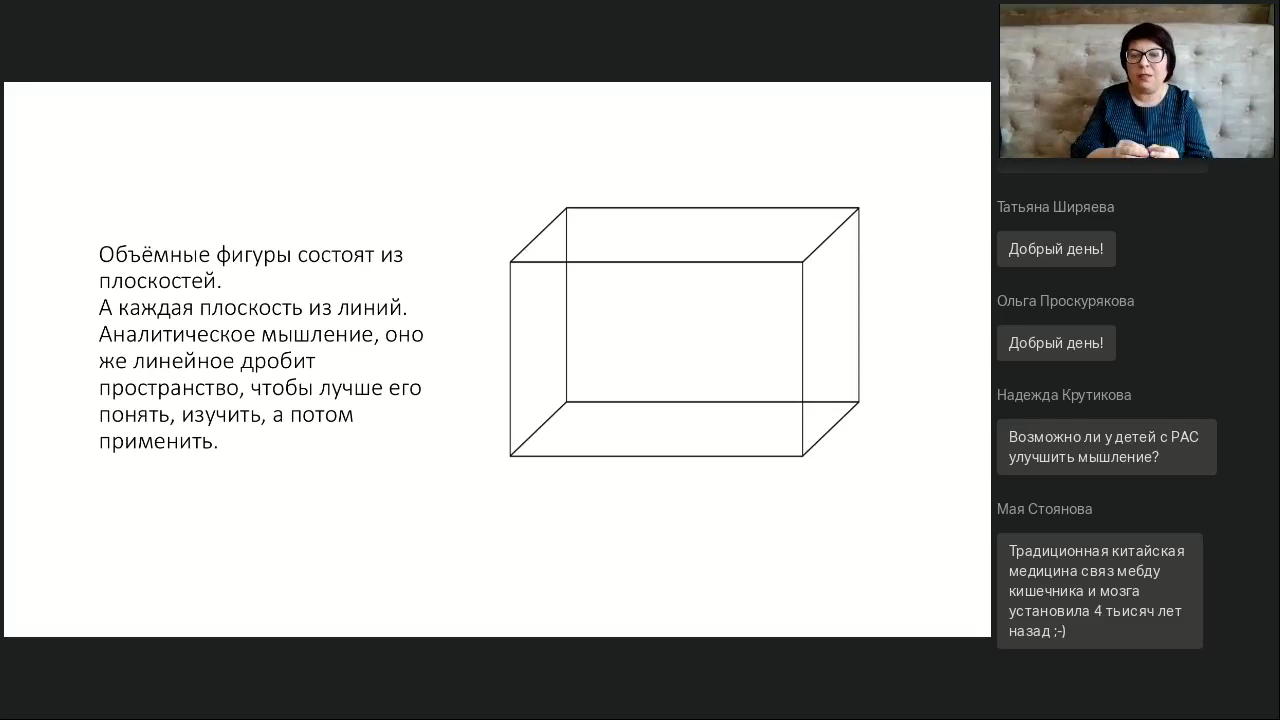 Объёмные фигуры состоят из
плоскостей.
А каждая плоскость из линий.
Аналитическое мышление, оно
же линейное дробит
пространство, чтобы лучше его
понять, изучить, а потом
применить.
Татьяна Ширяева
Добрый день!
Ольга Проскурякова
Добрый день!
Надежда Крутикова
Возможно ли у детей с РАС
улучшить мышление?
Мая Стоянова
Традиционная китайская
медицина связ мебду
кишечника и мозга
установила 4 тьисяч лет
назад ;-)